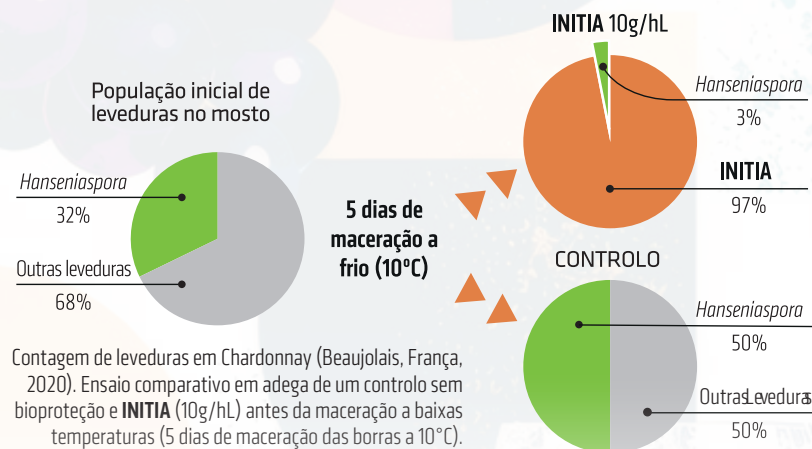 INITIA 10g/hL
População inicial de
leveduras no mosto
Hanseniaspora
32%
Outras leveduras
68%
5 dias de
maceração a
frio (10ºC)
Hanseniaspora
3%
INITIA
97%
CONTROLO
Hanseniaspora
50%
Outras Leveduras
50%
Contagem de leveduras em Chardonnay (Beaujolais, França,
2020). Ensaio comparativo em adega de um controlo sem
bioproteção e INITIA (10g/hL) antes da maceração a baixas
temperaturas (5 dias de maceração das borras a 10°C).